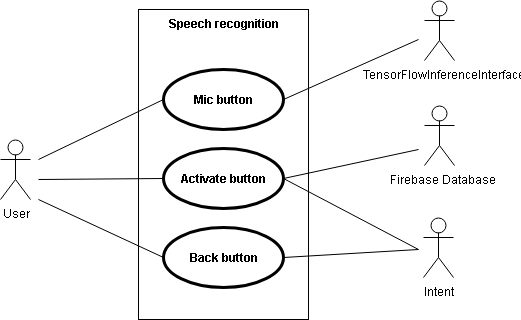 Speech recognition
TensorFlowInferenceInterface
Mic button
Activate button
Firebase Database
User
Back button
Intent